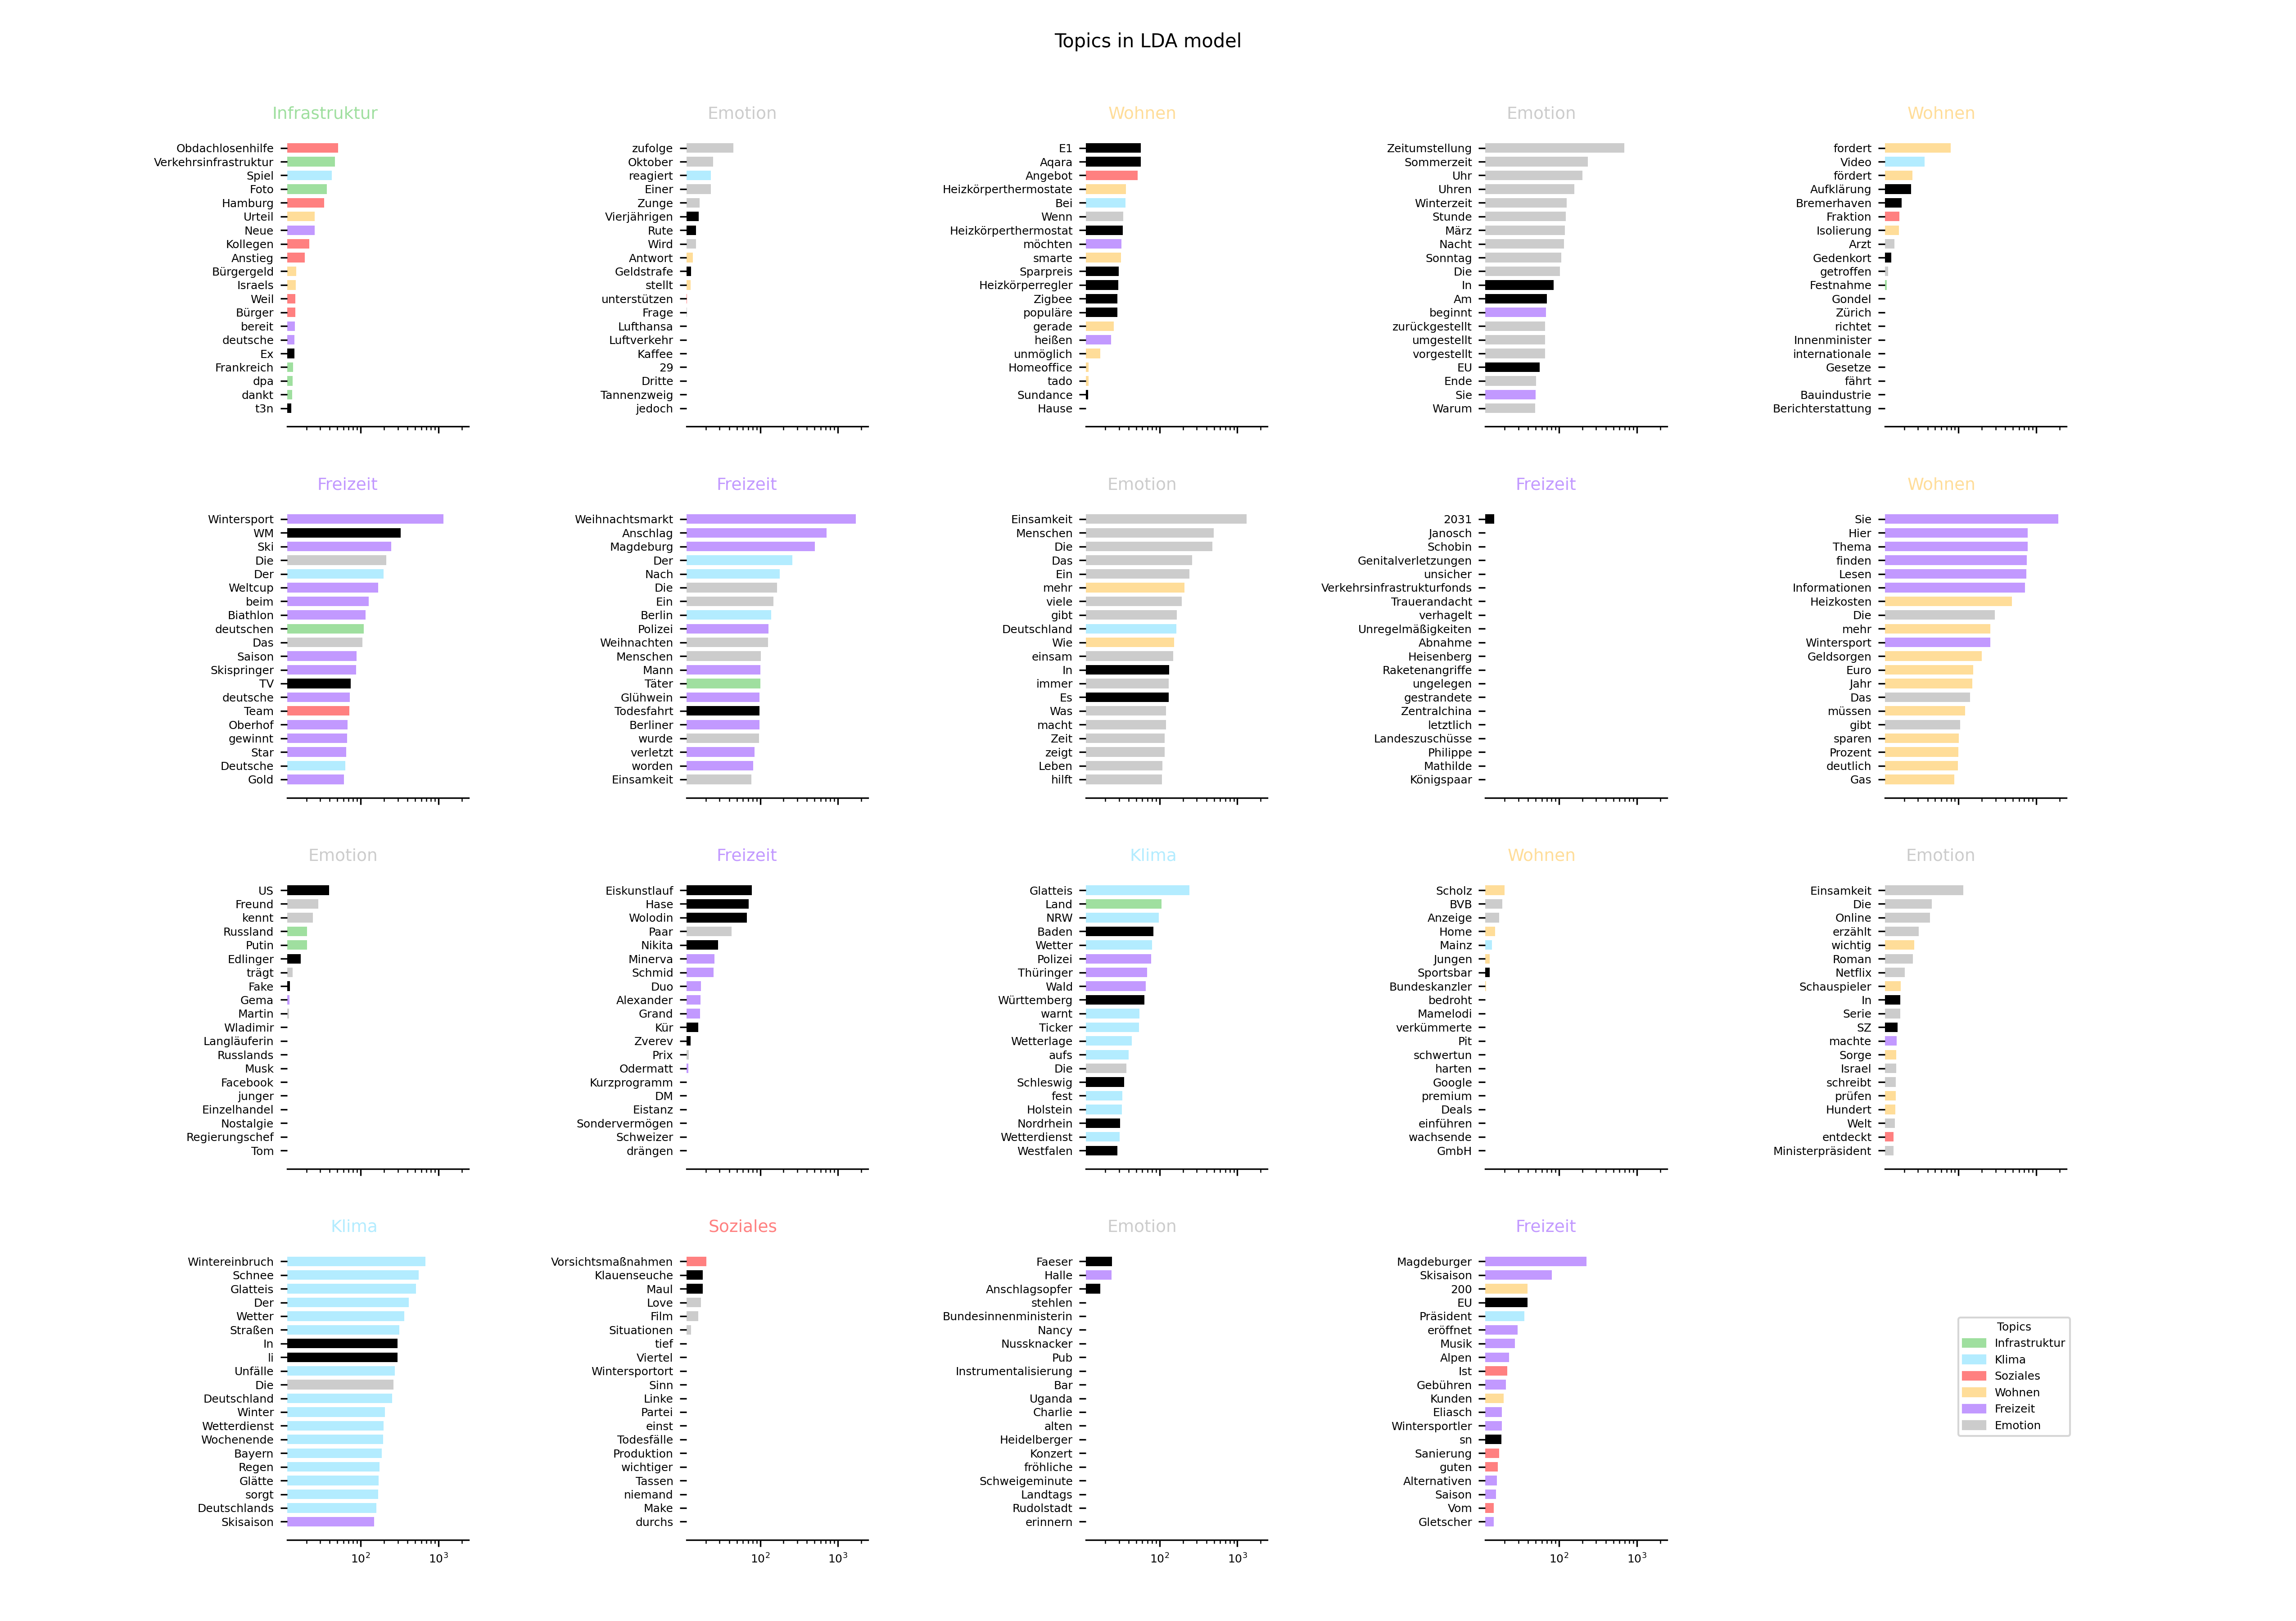 Topics in LDA model
Infrastruktur
Obdachlosenhilfe
Verkehrsinfrastruktur
Spiel
Foto
Hamburg
Urteil
Neue
Kollegen
Anstieg
Bürgergeld
Israels
Weil
Bürger
bereit
deutsche
Ex
Frankreich
dpa
dankt
t3n
Emotion
zufolge
Oktober
reagiert
Einer
Zunge
Vierjährigen
Rute
Wird
Antwort
Geldstrafe
stellt
unterstützen
Frage
Lufthansa
Luftverkehr
Kaffee
29
Dritte
Tannenzweig
jedoch
Wohnen
E1
Aqara
Angebot
Heizkörperthermostate
Bei
Wenn
Heizkörperthermostat
möchten
smarte
Sparpreis
Heizkörperregler
Zigbee
populäre
gerade
heißen
unmöglich
Homeoffice
tado
Sundance
Hause
Emotion
Zeitumstellung
Sommerzeit
Uhr
Uhren
Winterzeit
Stunde
März
Nacht
Sonntag
Die
In
Am
beginnt
zurückgestellt
umgestellt
vorgestellt
EU
Ende
Sie
Warum
Wohnen
fordert
Video
fördert
Aufklärung
Bremerhaven
Fraktion
Isolierung
Arzt
Gedenkort
getroffen
Festnahme
Gondel
Zürich
richtet
Innenminister
internationale
Gesetze
fährt
Bauindustrie
Berichterstattung
Freizeit
Wintersport
WM
Ski
Die
Der
Weltcup
beim
Biathlon
deutschen
Das
Saison
Skispringer
TV
deutsche
Team
Oberhof
gewinnt
Star
Deutsche
Gold
Freizeit
Weihnachtsmarkt
Anschlag
Magdeburg
Der
Nach
Die
Ein
Berlin
Polizei
Weihnachten
Menschen
Mann
Täter
Glühwein
Todesfahrt
Berliner
wurde
verletzt
worden
Einsamkeit
Emotion
Einsamkeit
Menschen
Die
Das
Ein
mehr
viele
gibt
Deutschland
Wie
einsam
In
immer
Es
Was
macht
Zeit
zeigt
Leben
hilft
Freizeit
2031
Janosch
Schobin
Genitalverletzungen
unsicher
Verkehrsinfrastrukturfonds
Trauerandacht
verhagelt
Unregelmäßigkeiten
Abnahme
Heisenberg
Raketenangriffe
ungelegen
gestrandete
Zentralchina
letztlich
Landeszuschüsse
Philippe
Mathilde
Königspaar
Wohnen
Sie
Hier
Thema
finden
Lesen
Informationen
Heizkosten
Die
mehr
Wintersport
Geldsorgen
Euro
Jahr
Das
müssen
gibt
sparen
Prozent
deutlich
Gas
Emotion
US
Freund
kennt
Russland
Putin
Edlinger
trägt
Fake
Gema
Martin
Wladimir
Langläuferin
Russlands
Musk
Facebook
junger
Einzelhandel
Nostalgie
Regierungschef
Tom
Freizeit
Eiskunstlauf
Hase
Wolodin
Paar
Nikita
Minerva
Schmid
Duo
Alexander
Grand
Kür
Zverev
Prix
Odermatt
Kurzprogramm
DM
Eistanz
Sondervermögen
Schweizer
drängen
Klima
Glatteis
Land
NRW
Baden
Wetter
Polizei
Thüringer
Wald
Württemberg
warnt
Ticker
Wetterlage
aufs
Die
Schleswig
fest
Holstein
Nordrhein
Wetterdienst
Westfalen
Wohnen
Scholz
BVB
Anzeige
Home
Mainz
Jungen
Sportsbar
Bundeskanzler
bedroht
Mamelodi
verkümmerte
Pit
schwertun
harten
Google
premium
Deals
einführen
wachsende
GmbH
Emotion
Einsamkeit
Die
Online
erzählt
wichtig
Roman
Netflix
Schauspieler
In
Serie
SZ
machte
Sorge
Israel
schreibt
prüfen
Hundert
Welt
entdeckt
Ministerpräsident
Klima
Wintereinbruch
Schnee
Glatteis
Der
Wetter
Straßen
In
li
Unfälle
Die
Deutschland
Winter
Wetterdienst
Wochenende
Bayern
Regen
Glätte
sorgt
Deutschlands
Skisaison
10² 10³
Soziales
Vorsichtsmaßnahmen
Klauenseuche
Maul
Love
Film
Situationen
tief
Viertel
Wintersportort
Sinn
Linke
Partei
einst
Todesfälle
Produktion
wichtiger
Tassen
niemand
Make
durchs
10² 10³
Emotion
Faeser
Halle
Anschlagsopfer
stehlen
Bundesinnenministerin
Nancy
Nussknacker
Pub
Instrumentalisierung
Bar
Uganda
Charlie
alten
Heidelberger
Konzert
fröhliche
Schweigeminute
Landtags
Rudolstadt
erinnern
10² 10³
Freizeit
Magdeburger
Skisaison
200
EU
Präsident
eröffnet
Musik
Alpen
Ist
Gebühren
Kunden
Eliasch
Wintersportler
sn
Sanierung
guten
Alternativen
Saison
Vom
Gletscher
10² 10³
Topics
Infrastruktur
Klima
Soziales
Wohnen
Freizeit
Emotion